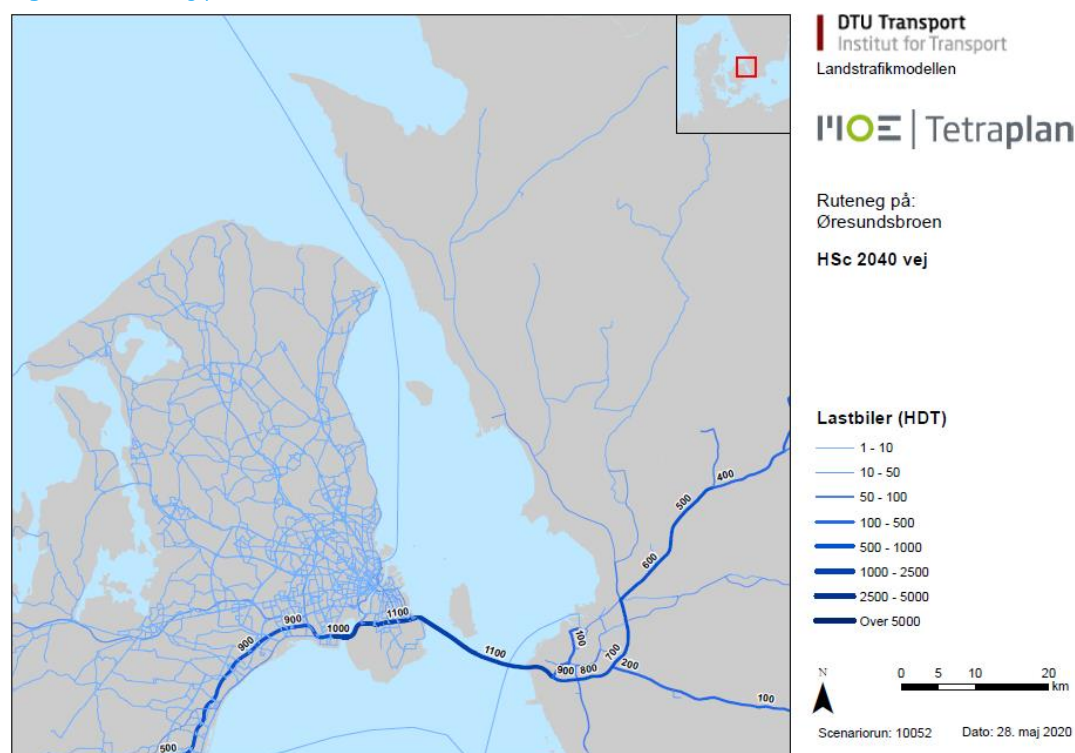 DTU Transport
Institut for Transport
Landstrafikmodellen
MOE | Tetraplan
Ruteneg på:
Øresundsbroen
HSc 2040 vej
400
500
600
1100
900
1000
100
1100
700
900
900
800
200
100
500
Lastbiler (HDT)
1 - 10
10 - 50
50 - 100
100 - 500
500 - 1000
1000 - 2500
2500 - 5000
Over 5000
N
0 5 10 20
km
Scenariorun: 10052 Dato: 28. maj 2020